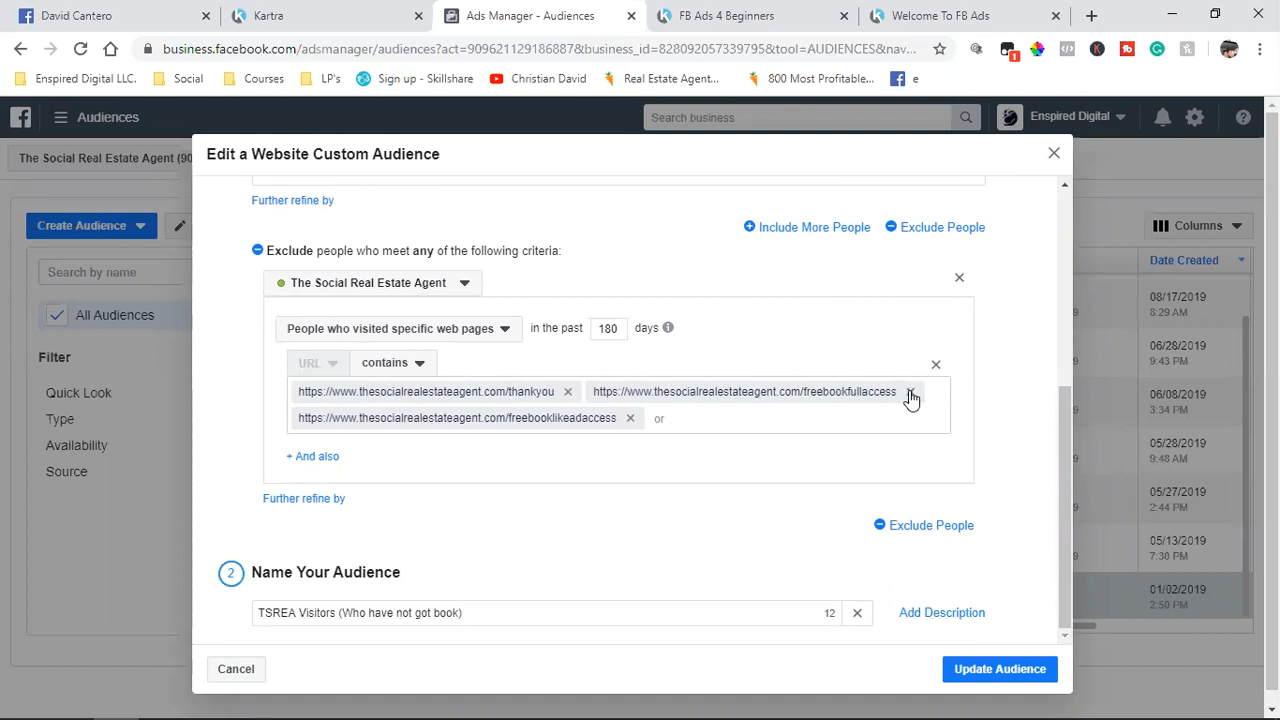 David Cantero
Kartra
Ads Manager - Audiences
FB Ads 4 Beginners
Welcome To FB Ads
business.facebook.com/adsmanager/audiences?act=909621129186887&business_id=828092057339795&tool=AUDIENCES&nav...
1
Enspired Digital LLC.
Social
Courses
LP's
Sign up - Skillshare
Christian David
Real Estate Agent...
800 Most Profitable...
e
Audiences
Search business
Enspired Digital
The Social Real Estate Agent (90
Edit a Website Custom Audience
Create Audience
Columns
Further refine by
Include More People
Exclude People
Exclude people who meet any of the following criteria:
Search by name
Date Created
The Social Real Estate Agent
All Audiences
08/17/2019
8:29 AM
People who visited specific web pages
in the past
180
days
Filter
06/28/2019
9:43 PM
URL
contains
Quick Look
https://www.thesocialrealestateagent.com/thankyou
https://www.thesocialrealestateagent.com/freebookfullaccess
06/08/2019
3:34 PM
Type
https://www.thesocialrealestateagent.com/freebooklikeadaccess
or
Availability
05/28/2019
9:48 AM
+ And also
Source
Further refine by
05/27/2019
2:44 PM
Exclude People
05/13/2019
7:30 PM
2
Name Your Audience
01/02/2019
2:50 PM
TSREA Visitors (Who have not got book)
12
Add Description
Cancel
Update Audience